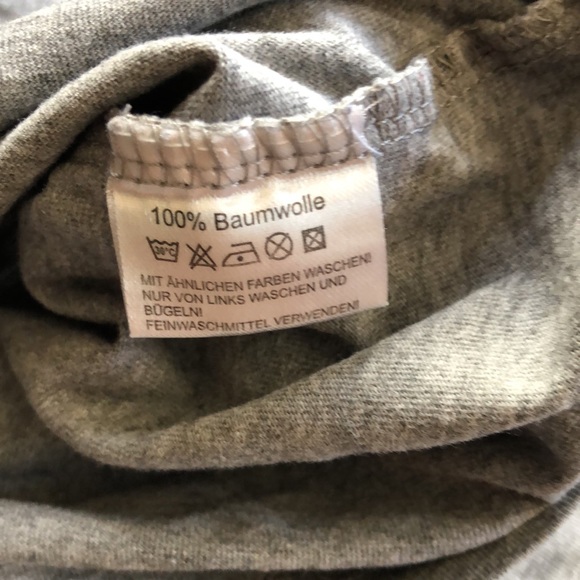 100% Baumwolle
30°C
MIT ÄHNLICHEN FARBEN WASCHEN!
NUR VON LINKS WASCHEN UND
BÜGELN!
FEINWASCHMITTEL VERWENDEN!